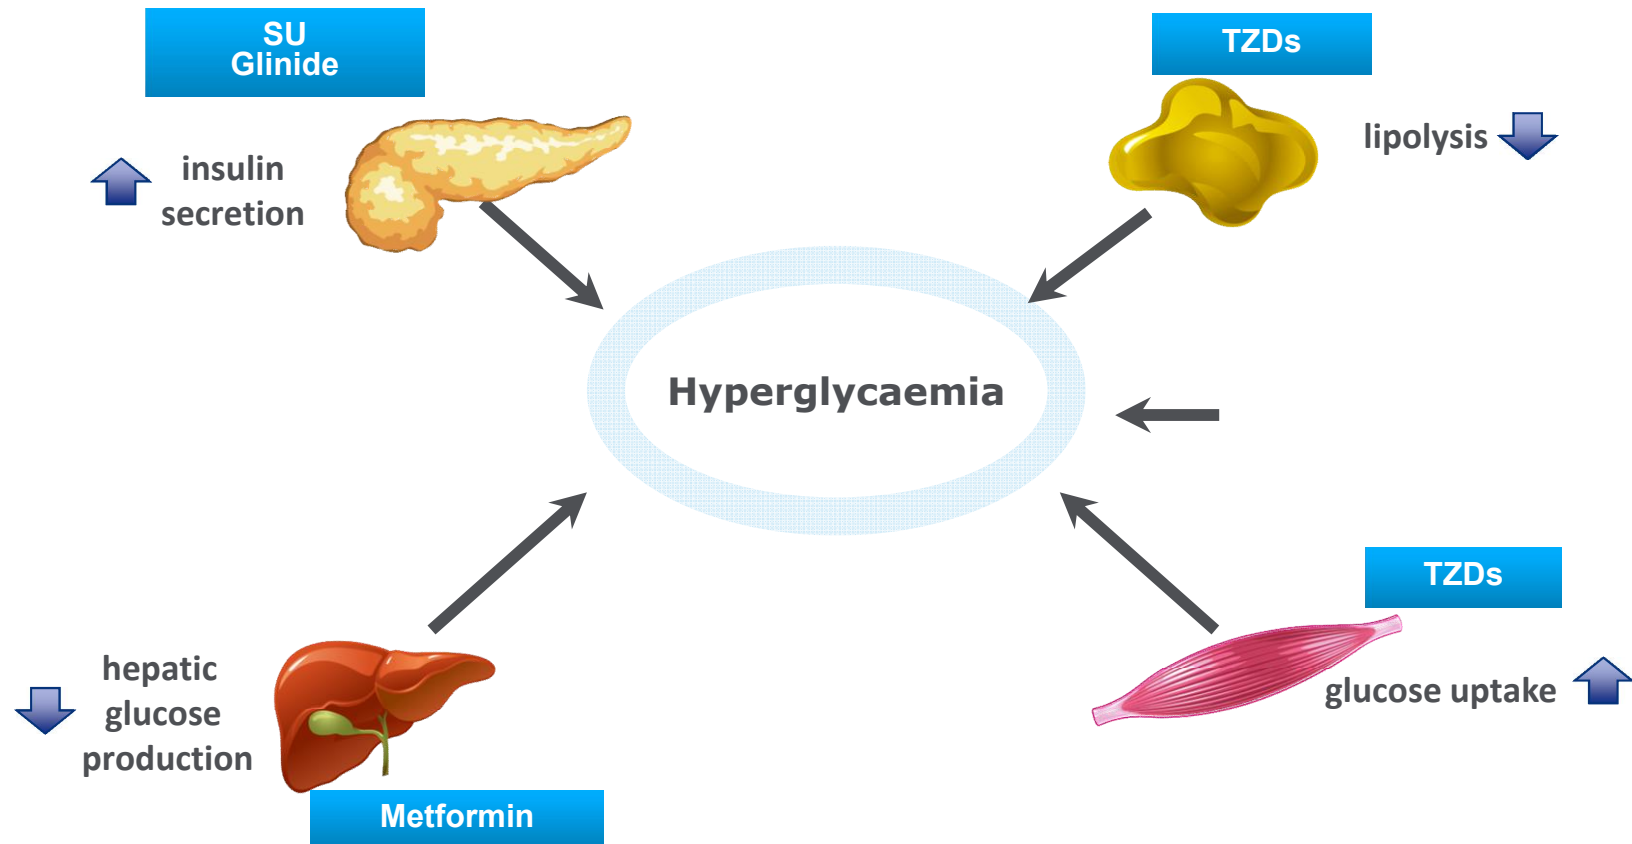 SU
Glinide
insulin
secretion
TZDs
lipolysis
Hyperglycaemia
hepatic
glucose
production
Metformin
TZDs
glucose uptake